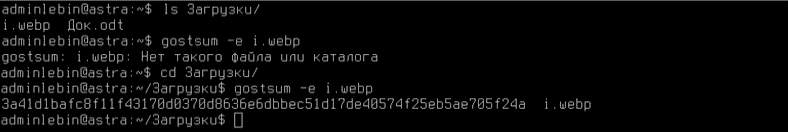 adminlebin@astra:~$ ls Загрузки/
i.webp  Док.odt
adminlebin@astra:~$ gostsum -e i.webp
gostsum: i.webp: Нет такого файла или каталога
adminlebin@astra:~$ cd Загрузки/
adminlebin@astra:~/Загрузки$ gostsum -e i.webp
3a41d1bafc8f11f43170d0370d8636e6dbbec51d17de40574f25eb5ae705f24a  i.webp
adminlebin@astra:~/Загрузки$